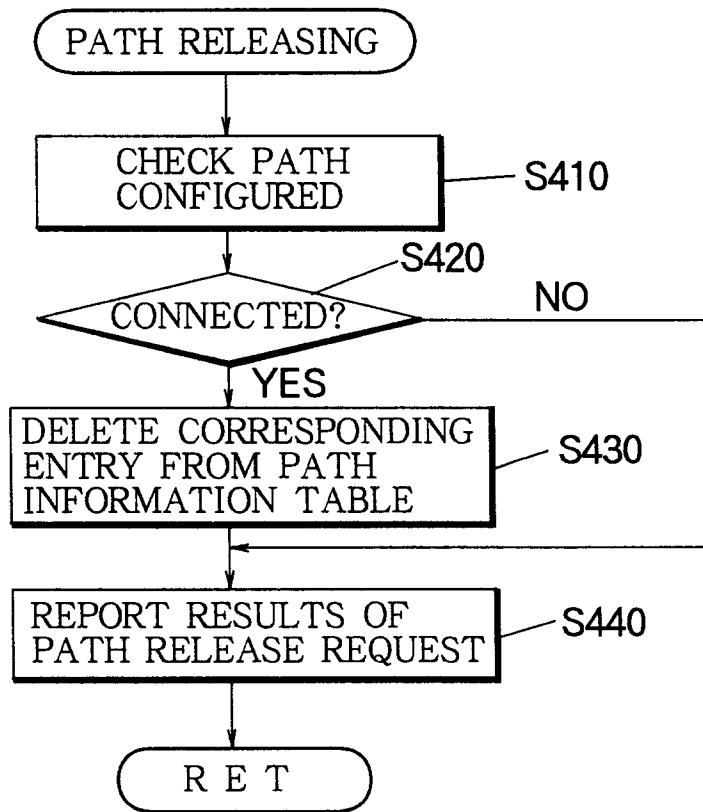 PATH RELEASING
CHECK PATH
CONFIGURED
S410
S420
CONNECTED?
NO
YES
DELETE CORRESPONDING
ENTRY FROM PATH
INFORMATION TABLE
S430
REPORT RESULTS OF
PATH RELEASE REQUEST
S440
R E T